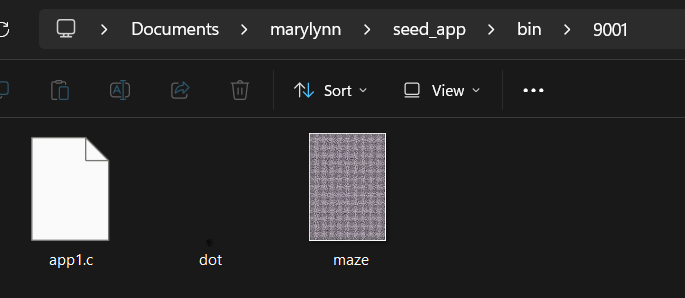 Documents > marylynn > seed_app > bin > 9001
Sort View ...
app1.c dot maze